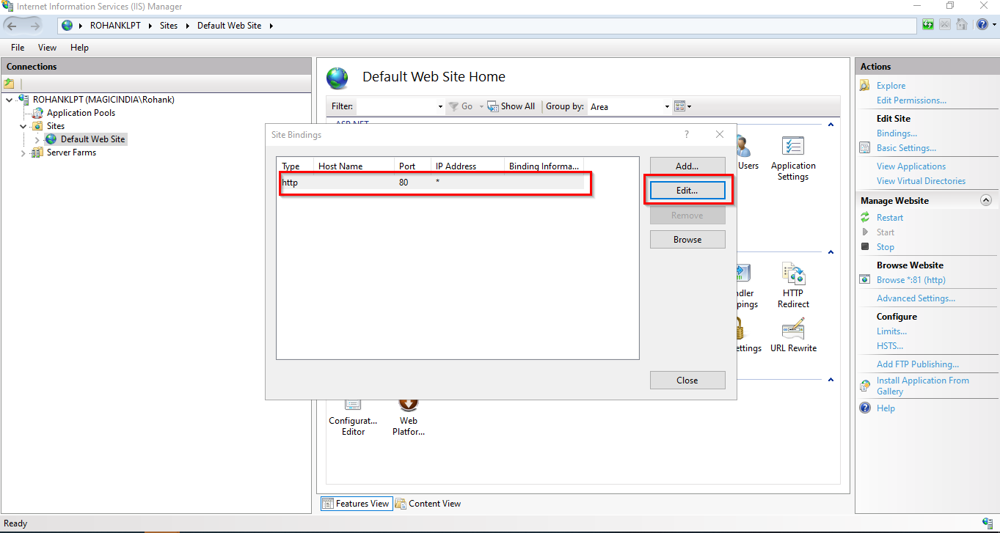 Internet Information Services (IIS) Manager
ROHANKLPT Sites Default Web Site
File View Help
Connections
ROHANKLPT (MAGICINDIA\Rohank)
Application Pools
Sites
Default Web Site
Server Farms
Default Web Site Home
Filter: Go Show All Group by: Area
ASP.NET
Site Bindings ?
Type Host Name Port IP Address Binding Informa...
http 80 *
Add...
Edit...
Remove
Browse
Close
Users
Application
Settings
HTTP
Redirect
URL Rewrite
Configurat...
Editor
Web
Platfor...
Features View Content View
Actions
Explore
Edit Permissions...
Edit Site
Bindings...
Basic Settings...
View Applications
View Virtual Directories
Manage Website
Restart
Start
Stop
Browse Website
Browse *:81 (http)
Advanced Settings...
Configure
Limits...
HSTS...
Add FTP Publishing...
Install Application From
Gallery
Help
Ready